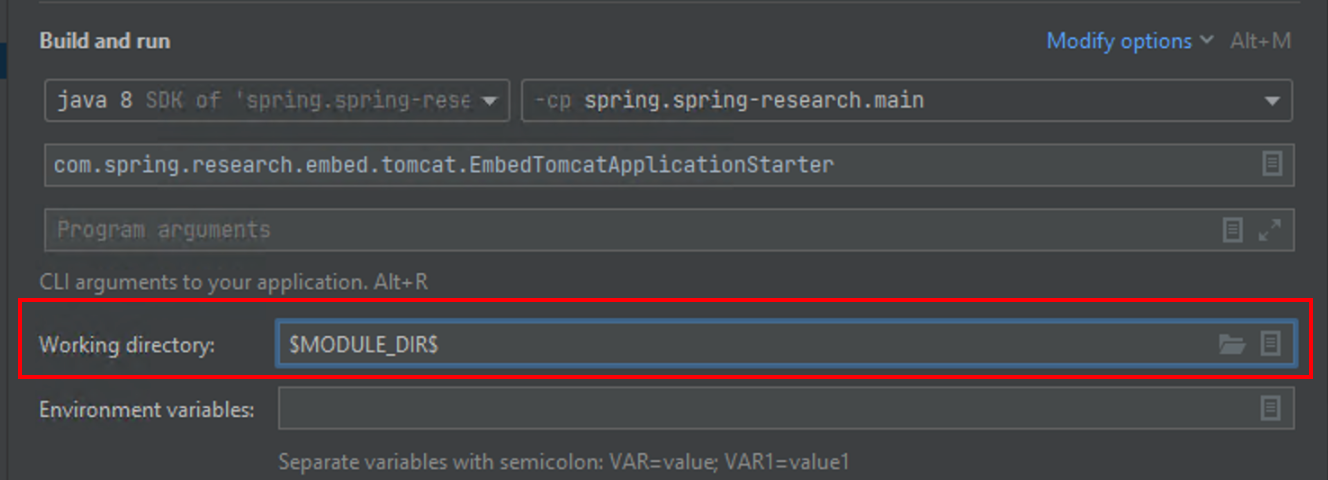 Build and run
Modify options Alt+M
java 8 SDK of 'spring.spring-rese -cp spring.spring-research.main
com.spring.research.embed.tomcat.EmbedTomcatApplicationStarter
Program arguments
CLI arguments to your application. Alt+R
Working directory: $MODULE_DIR$
Environment variables:
Separate variables with semicolon: VAR=value; VAR1=value1